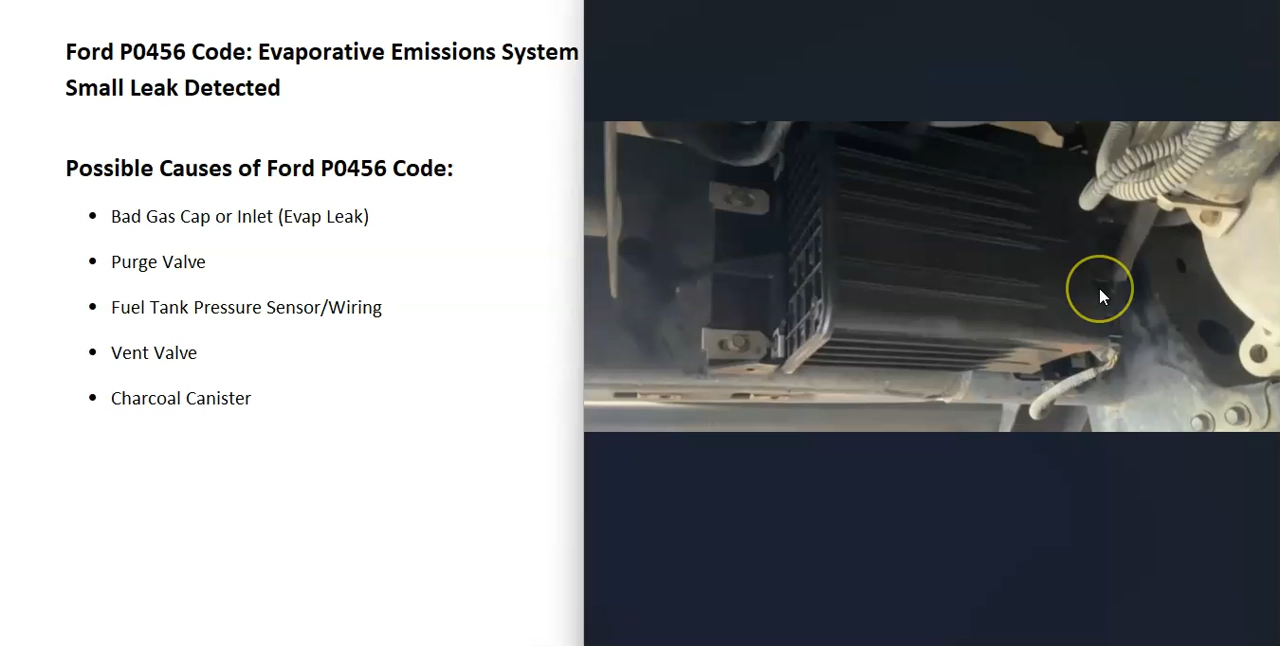 Ford P0456 Code: Evaporative Emissions System
Small Leak Detected
Possible Causes of Ford P0456 Code:
• Bad Gas Cap or Inlet (Evap Leak)
• Purge Valve
• Fuel Tank Pressure Sensor/Wiring
• Vent Valve
• Charcoal Canister